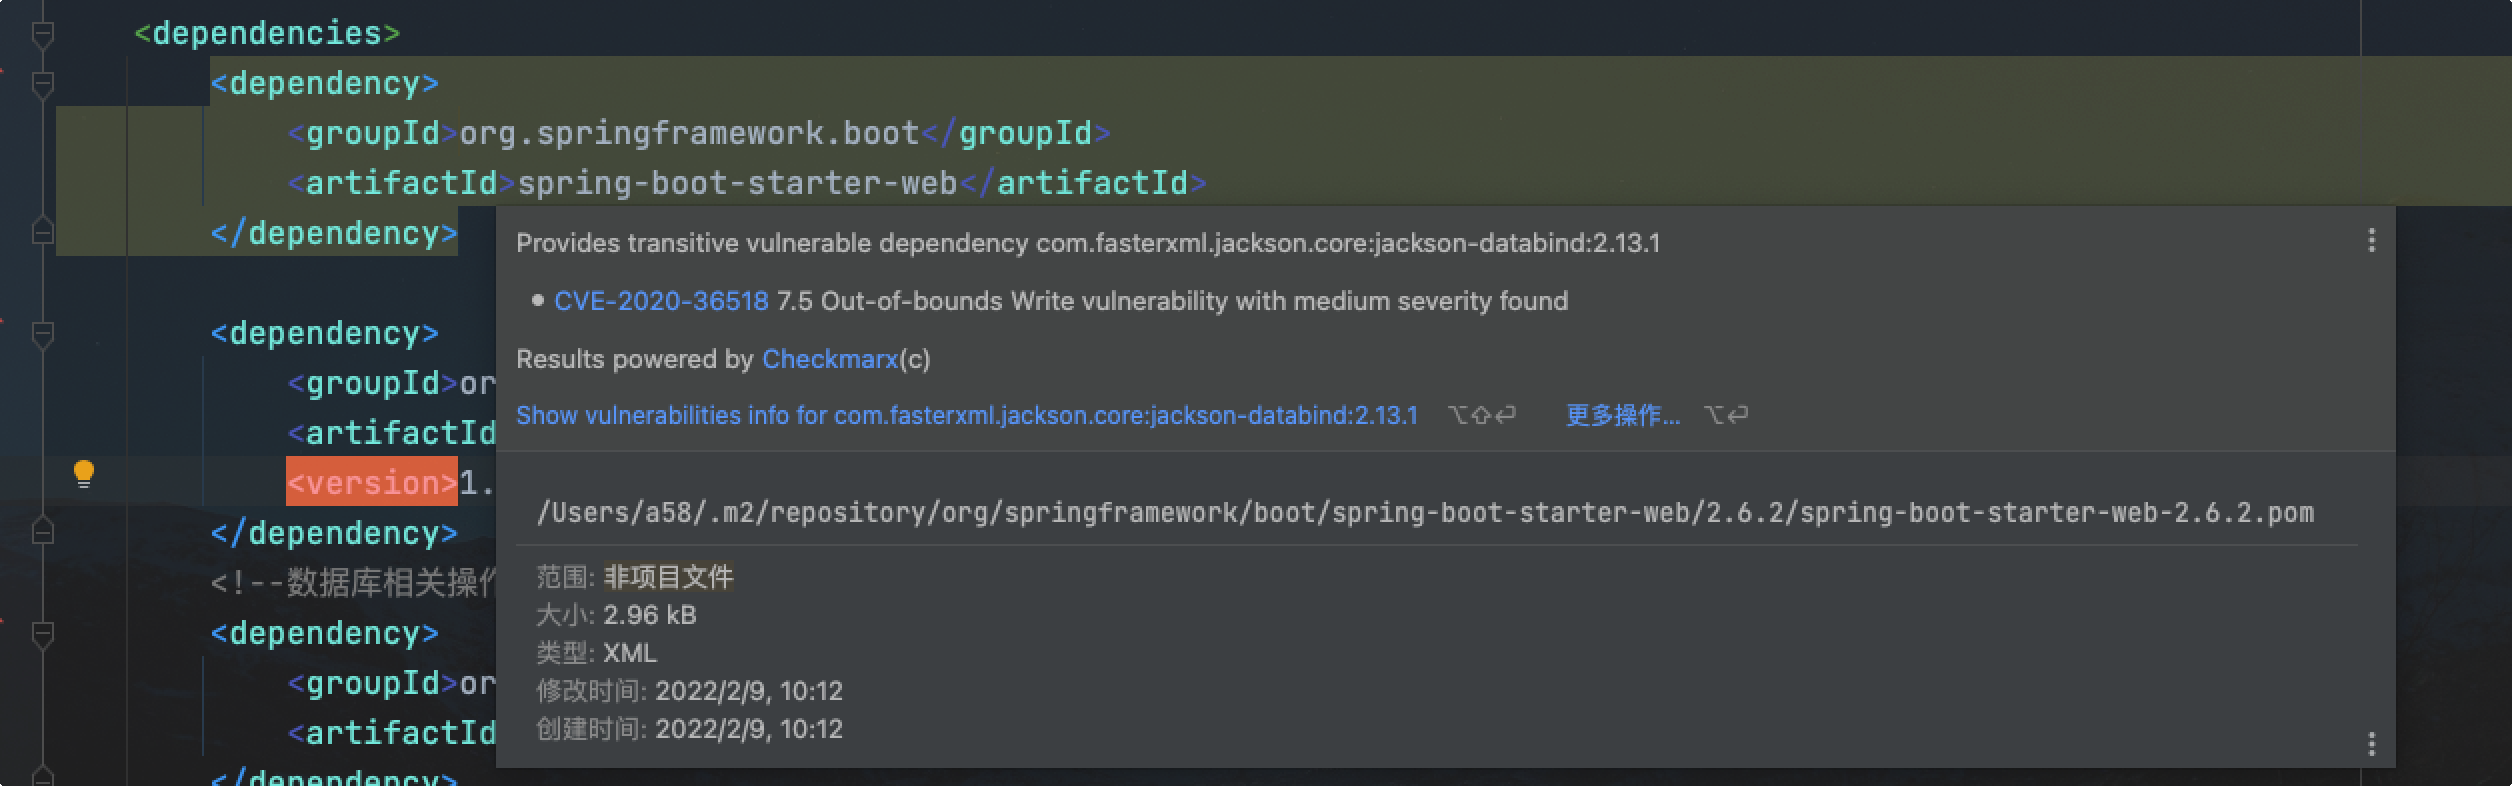 <dependencies>
<dependency>
<groupId>org.springframework.boot</groupId>
<artifactId>spring-boot-starter-web</artifactId>
</dependency>
Provides transitive vulnerable dependency com.fasterxml.jackson.core:jackson-databind:2.13.1
• CVE-2020-36518 7.5 Out-of-bounds Write vulnerability with medium severity found
Results powered by Checkmarx(c)
Show vulnerabilities info for com.fasterxml.jackson.core:jackson-databind:2.13.1 ⌥⇧⏎ 更多操作... ⌥⏎
/Users/a58/.m2/repository/org/springframework/boot/spring-boot-starter-web/2.6.2/spring-boot-starter-web-2.6.2.pom
范围: 非项目文件
大小: 2.96 kB
类型: XML
修改时间: 2022/2/9, 10:12
创建时间: 2022/2/9, 10:12
<dependency>
<groupId>or
<artifactId
<version>1.
</dependency>
<!--数据库相关操作
<dependency>
<groupId>or
<artifactId
</dependency>